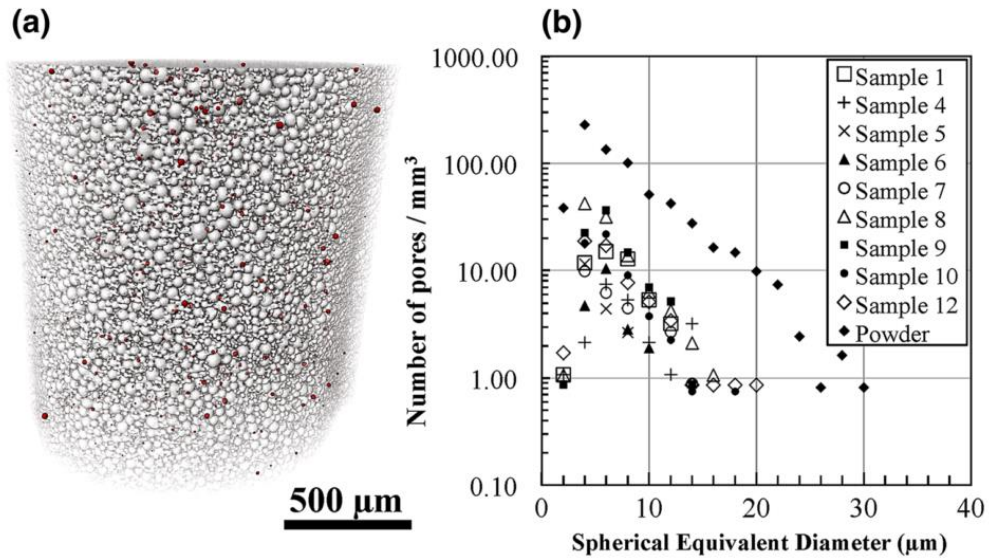 (a)
500 µm
(b)
Number of pores / mm³
1000.00
100.00
10.00
1.00
0.10
0
10
20
30
40
Spherical Equivalent Diameter (µm)
Sample 1
Sample 4
Sample 5
Sample 6
Sample 7
Sample 8
Sample 9
Sample 10
Sample 12
Powder